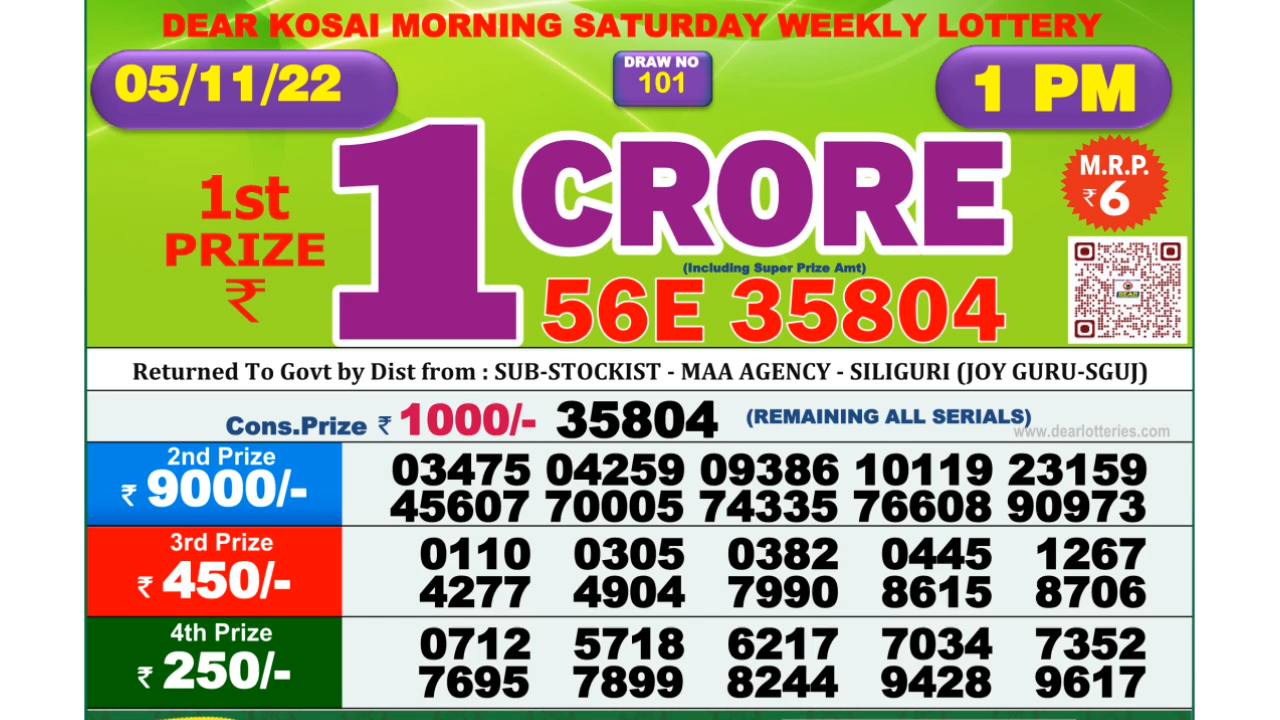 DEAR KOSAI MORNING SATURDAY WEEKLY LOTTERY
05/11/22
DRAW NO
101
1 PM
1st
PRIZE
₹
1 CRORE
(Including Super Prize Amt)
56E 35804
M.R.P.
₹6
DEAR
Returned To Govt by Dist from : SUB-STOCKIST - MAA AGENCY - SILIGURI (JOY GURU-SGUJ)
Cons.Prize ₹ 1000/- 35804 (REMAINING ALL SERIALS)
www.dearlotteries.com
2nd Prize
₹ 9000/-
03475 04259 09386 10119 23159
45607 70005 74335 76608 90973
3rd Prize
₹ 450/-
0110 0305 0382 0445 1267
4277 4904 7990 8615 8706
4th Prize
₹ 250/-
0712 5718 6217 7034 7352
7695 7899 8244 9428 9617